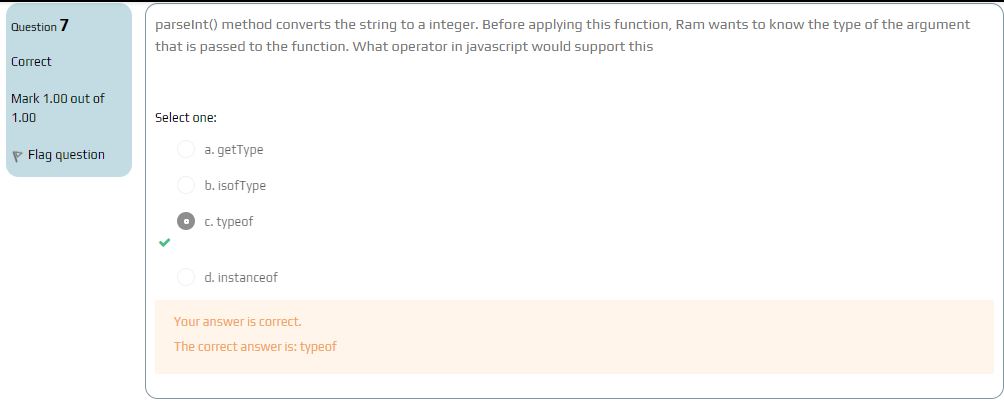 Question 7
Correct
Mark 1.00 out of
1.00
Flag question
parseInt() method converts the string to a integer. Before applying this function, Ram wants to know the type of the argument
that is passed to the function. What operator in javascript would support this
Select one:
a. getType
b. isofType
c. typeof
d. instanceof
Your answer is correct.
The correct answer is: typeof